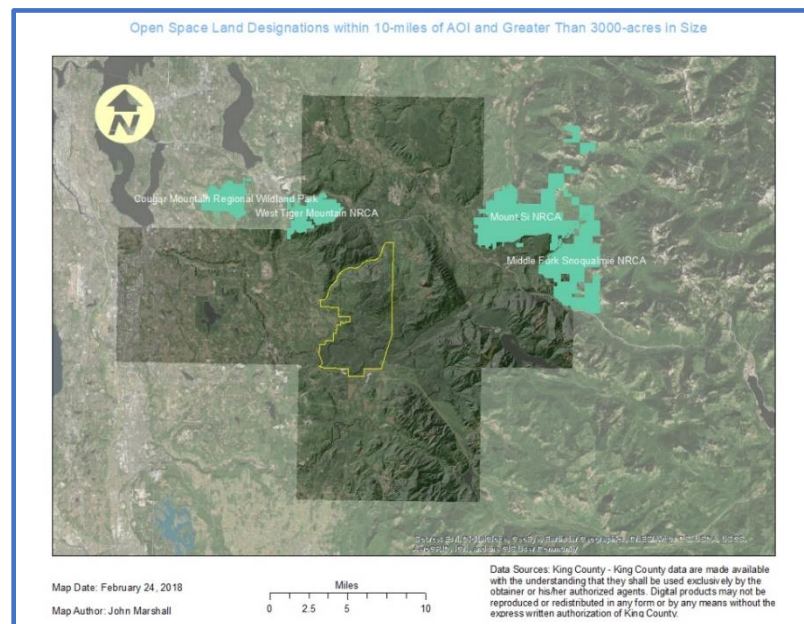 Open Space Land Designations within 10-miles of AOI and Greater Than 3000-acres in Size
N
Cougar Mountain Regional Wildland Park
West Tiger Mountain NRCA
Mount Si NRCA
Middle Fork Snoqualmie NRCA
Map Date: February 24, 2018
Map Author: John Marshall
Miles
0 2.5 5 10
Data Sources: King County - King County data are made available
with the understanding that they shall be used exclusively by the
obtainer or his/her authorized agents. Digital products may not be
reproduced or redistributed in any form or by any means without the
express written authorization of King County.